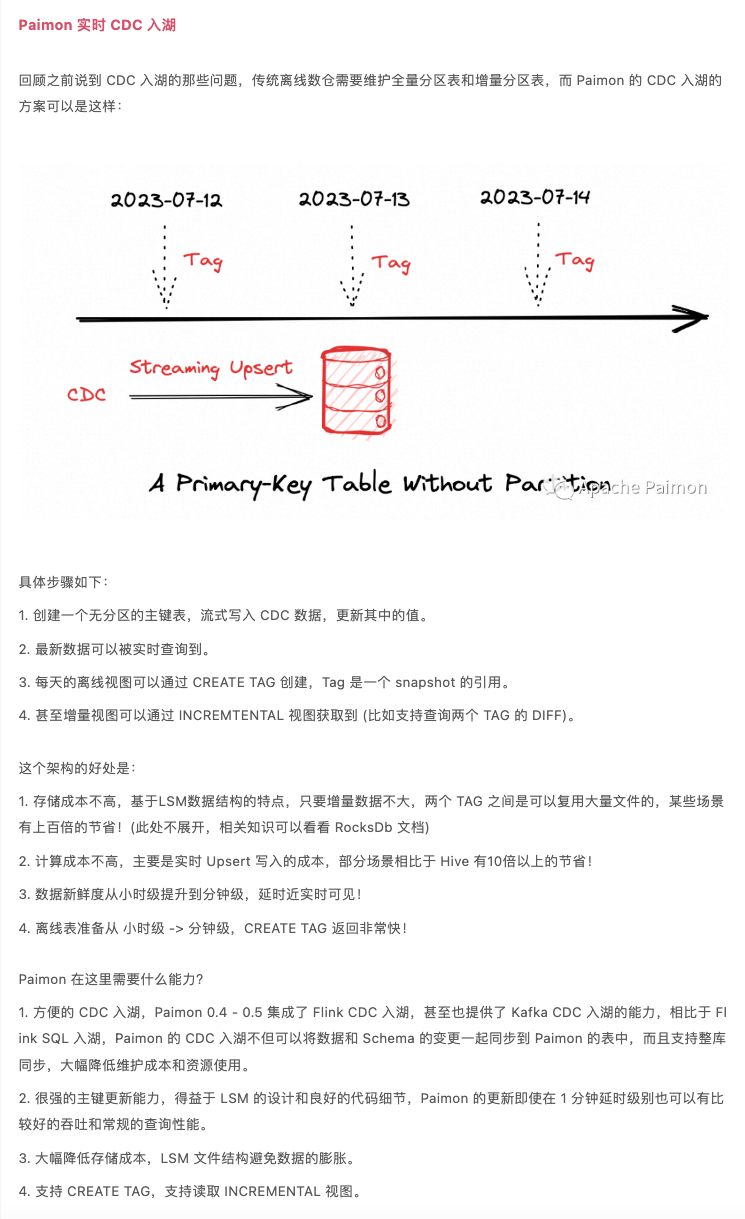 Paimon 实时 CDC 入湖
回顾之前说到 CDC 入湖的那些问题，传统离线数仓需要维护全量分区表和增量分区表，而 Paimon 的 CDC 入湖的
方案可以是这样：
2023-07-12 2023-07-13 2023-07-14
Tag Tag Tag
Streaming Upsert
CDC
A Primary-Key Table Without Partition
Apache Paimon
具体步骤如下：
1. 创建一个无分区的主键表，流式写入 CDC 数据，更新其中的值。
2. 最新数据可以被实时查询到。
3. 每天的离线视图可以通过 CREATE TAG 创建，Tag 是一个 snapshot 的引用。
4. 甚至增量视图可以通过 INCREMTENTAL 视图获取到 (比如支持查询两个 TAG 的 DIFF)。
这个架构的好处是：
1. 存储成本不高，基于LSM数据结构的特点，只要增量数据不大，两个 TAG 之间是可以复用大量文件的，某些场景
有上百倍的节省！(此处不展开，相关知识可以看看 RocksDb 文档)
2. 计算成本不高，主要是实时 Upsert 写入的成本，部分场景相比于 Hive 有10倍以上的节省！
3. 数据新鲜度从小时级提升到分钟级，延时近实时可见！
4. 离线表准备从 小时级 -> 分钟级，CREATE TAG 返回非常快！
Paimon 在这里需要什么能力?
1. 方便的 CDC 入湖，Paimon 0.4 - 0.5 集成了 Flink CDC 入湖，甚至也提供了 Kafka CDC 入湖的能力，相比于 Fl
ink SQL 入湖，Paimon 的 CDC 入湖不但可以将数据和 Schema 的变更一起同步到 Paimon 的表中，而且支持整库
同步，大幅降低维护成本和资源使用。
2. 很强的主键更新能力，得益于 LSM 的设计和良好的代码细节，Paimon 的更新即使在 1 分钟延时级别也可以有比
较好的吞吐和常规的查询性能。
3. 大幅降低存储成本，LSM 文件结构避免数据的膨胀。
4. 支持 CREATE TAG，支持读取 INCREMENTAL 视图。